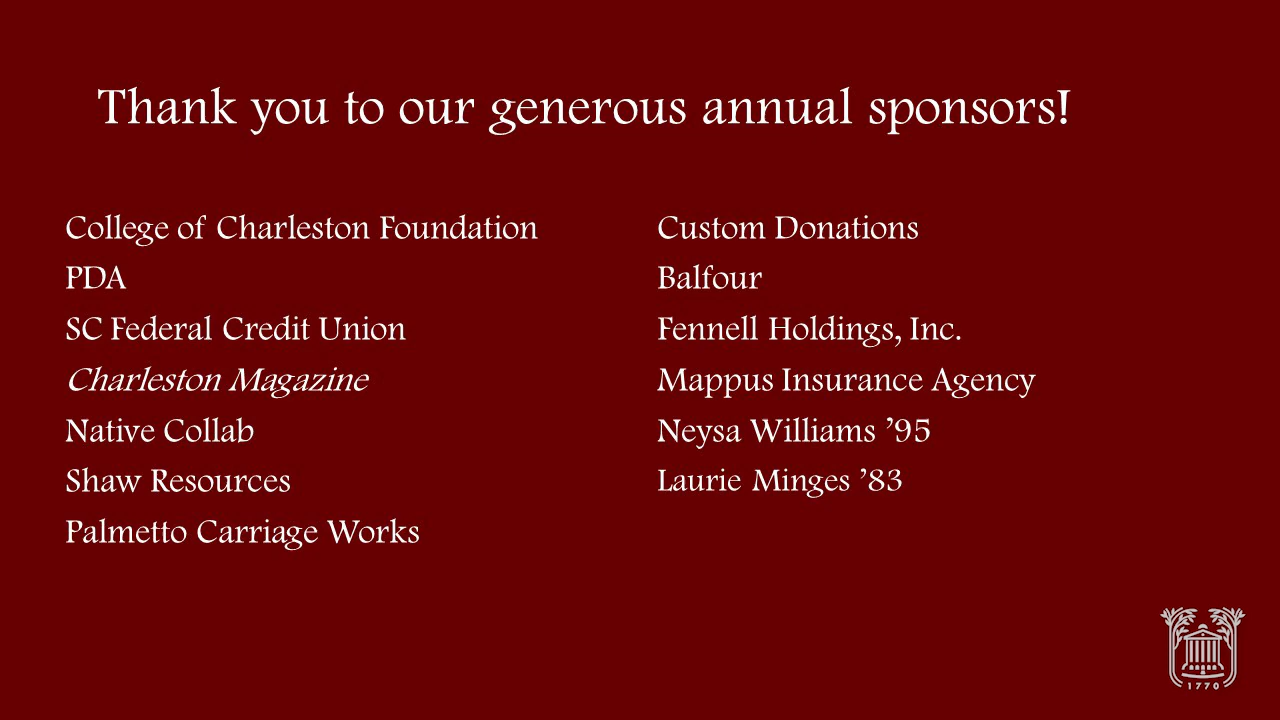 Thank you to our generous annual sponsors!
College of Charleston Foundation
PDA
SC Federal Credit Union
Charleston Magazine
Native Collab
Shaw Resources
Palmetto Carriage Works
Custom Donations
Balfour
Fennell Holdings, Inc.
Mappus Insurance Agency
Neysa Williams ’95
Laurie Minges ’83
1770